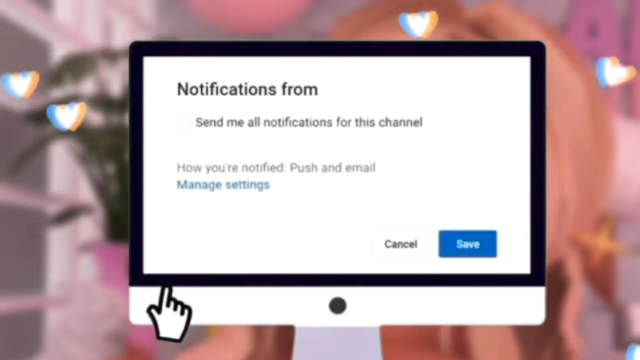 Notifications from
Send me all notifications for this channel
How you're notified: Push and email
Manage settings
Cancel
Save